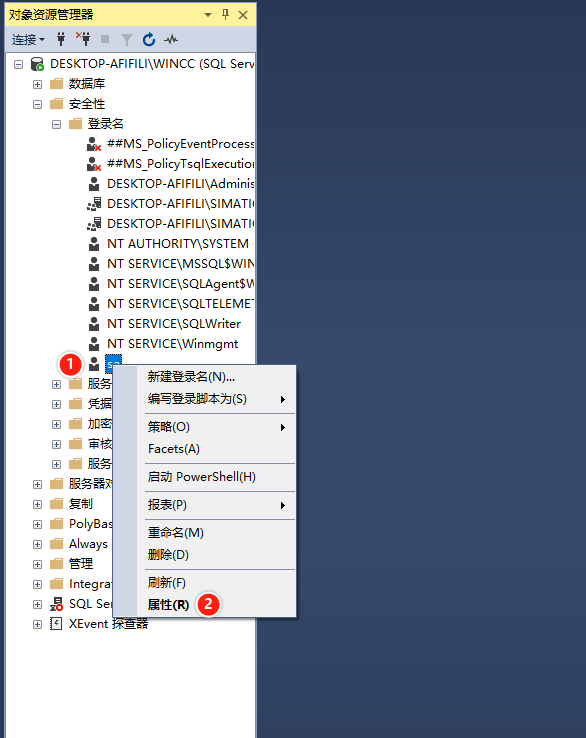 对象资源管理器
连接
DESKTOP-AFIFILI\WINCC (SQL Serv
数据库
安全性
登录名
##MS_PolicyEventProcess
##MS_PolicyTsqlExecution
DESKTOP-AFIFILI\Adminis
DESKTOP-AFIFILI\SIMATIC
DESKTOP-AFIFILI\SIMATIC
NT AUTHORITY\SYSTEM
NT SERVICE\MSSQL$WIN
NT SERVICE\SQLAgent$W
NT SERVICE\SQLTELEMET
NT SERVICE\SQLWriter
NT SERVICE\Winmgmt
1 sa
服务
凭据
加密
审核
服务
服务器对
复制
PolyBas
Always
管理
Integrat
SQL Ser
XEvent 探查器
新建登录名(N)...
编写登录脚本为(S)
策略(O)
Facets(A)
启动 PowerShell(H)
报表(P)
重命名(M)
删除(D)
刷新(F)
属性(R) 2